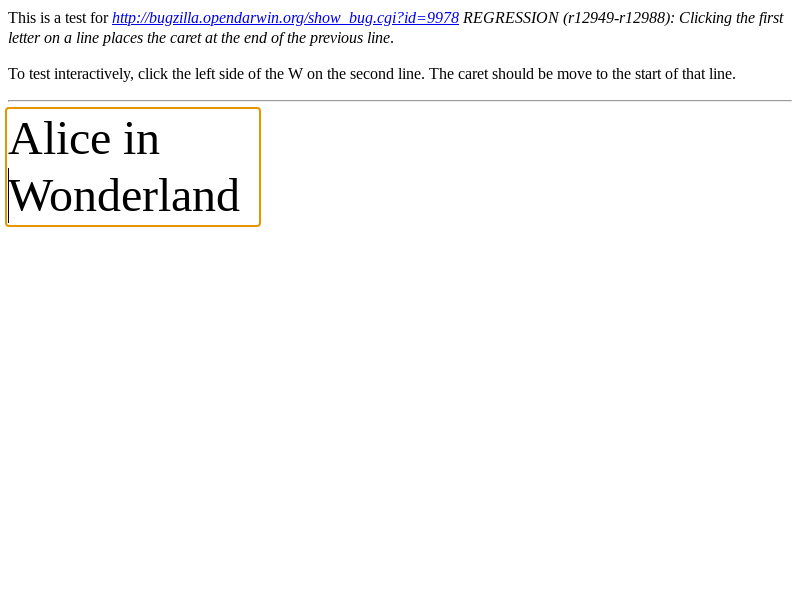 This is a test for http://bugzilla.opendarwin.org/show_bug.cgi?id=9978 REGRESSION (r12949-r12988): Clicking the first
letter on a line places the caret at the end of the previous line.
To test interactively, click the left side of the W on the second line. The caret should be move to the start of that line.
Alice in
Wonderland